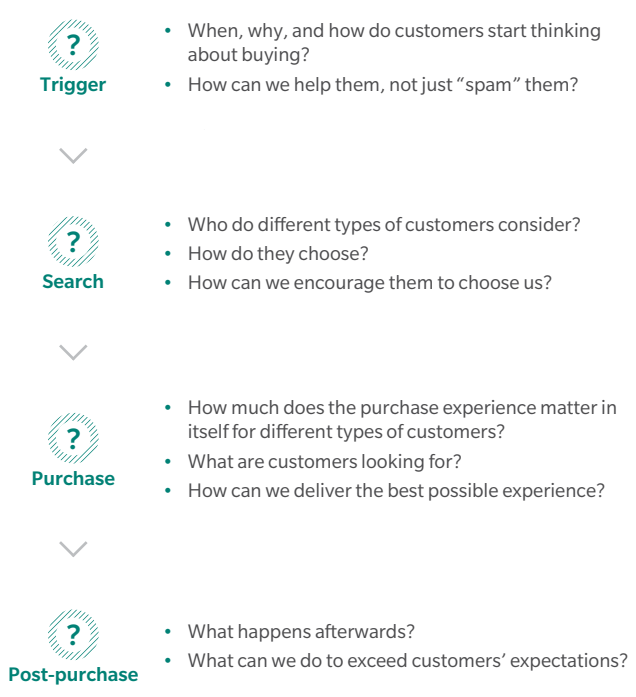 ?
Trigger
• When, why, and how do customers start thinking
about buying?
• How can we help them, not just “spam” them?
?
Search
• Who do different types of customers consider?
• How do they choose?
• How can we encourage them to choose us?
?
Purchase
• How much does the purchase experience matter in
itself for different types of customers?
• What are customers looking for?
• How can we deliver the best possible experience?
?
Post-purchase
• What happens afterwards?
• What can we do to exceed customers’ expectations?